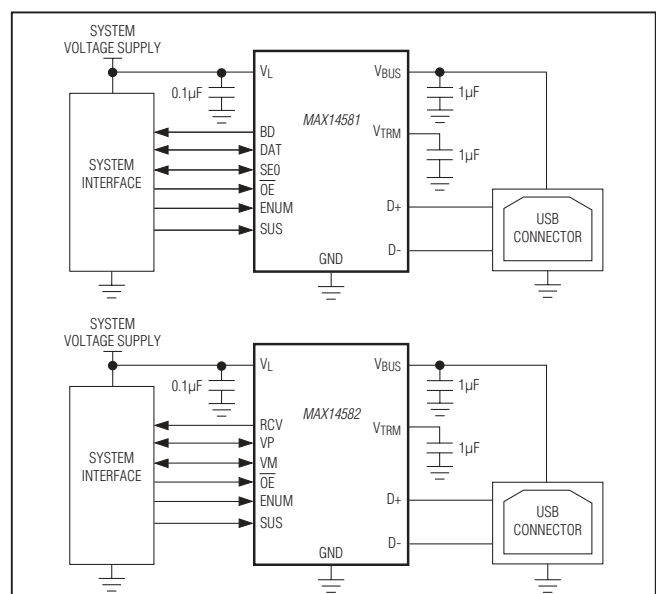 SYSTEM
VOLTAGE SUPPLY
0.1µF
VL
VBUS
1µF
MAX14581
VTRM
1µF
SYSTEM
INTERFACE
BD
DAT
SE0
OE
ENUM
SUS
D+
D-
GND
USB
CONNECTOR
SYSTEM
VOLTAGE SUPPLY
0.1µF
VL
VBUS
1µF
MAX14582
VTRM
1µF
SYSTEM
INTERFACE
RCV
VP
VM
OE
ENUM
SUS
D+
D-
GND
USB
CONNECTOR